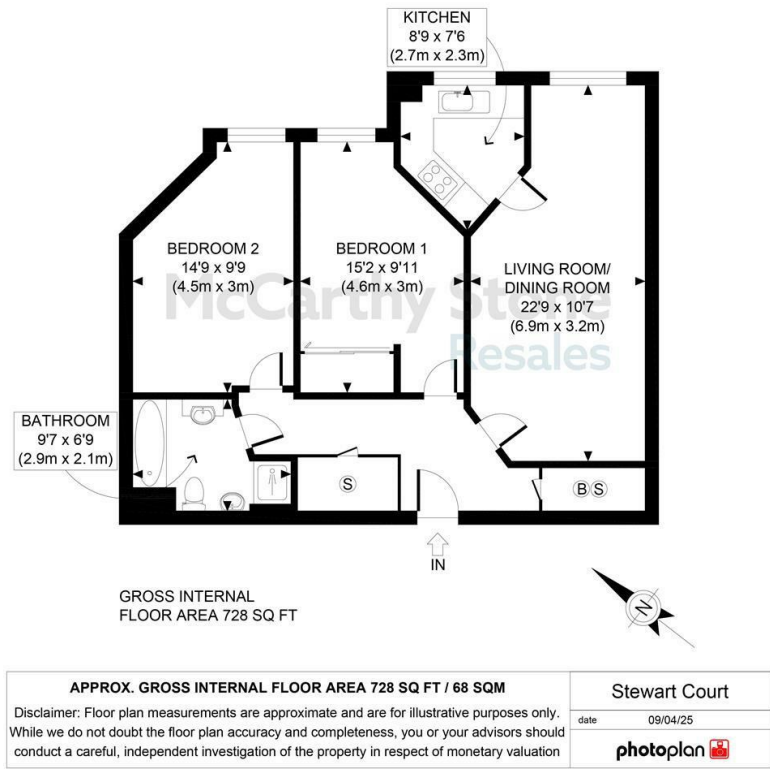 KITCHEN
8'9 x 7'6
(2.7m x 2.3m)
BEDROOM 2
14'9 x 9'9
(4.5m x 3m)
BEDROOM 1
15'2 x 9'11
(4.6m x 3m)
LIVING ROOM/
DINING ROOM
22'9 x 10'7
(6.9m x 3.2m)
McCarthy Stone
Resales
BATHROOM
9'7 x 6'9
(2.9m x 2.1m)
S
B S
IN
N
GROSS INTERNAL
FLOOR AREA 728 SQ FT
APPROX. GROSS INTERNAL FLOOR AREA 728 SQ FT / 68 SQM
Disclaimer: Floor plan measurements are approximate and are for illustrative purposes only.
While we do not doubt the floor plan accuracy and completeness, you or your advisors should
conduct a careful, independent investigation of the property in respect of monetary valuation
Stewart Court
date 09/04/25
photoplan